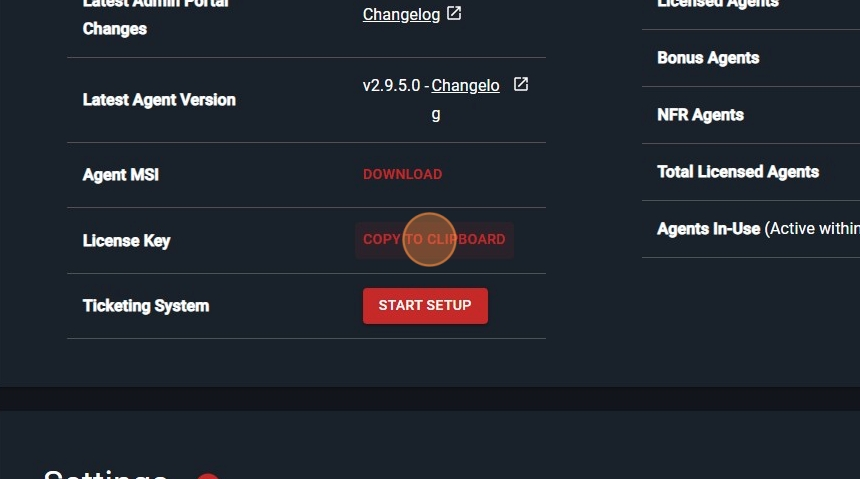 Latest Admin Portal
Changes
Changelog
Latest Agent Version
v2.9.5.0 - Changelo
g
Agent MSI
DOWNLOAD
License Key
COPY TO CLIPBOARD
Ticketing System
START SETUP
Licensed Agents
Bonus Agents
NFR Agents
Total Licensed Agents
Agents In-Use (Active within
Settings